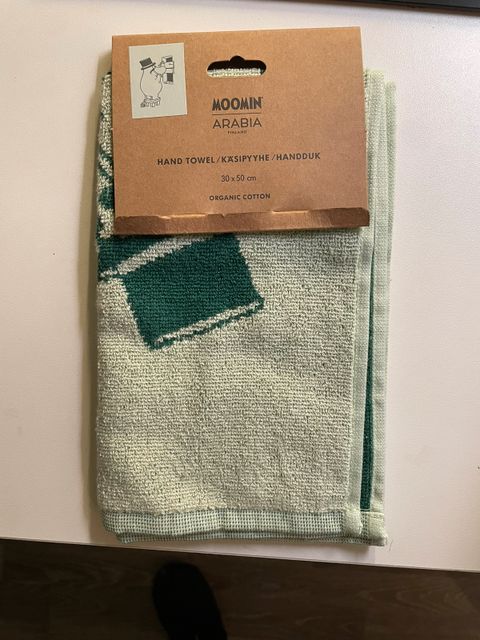 MOOMIN
ARABIA
FINLAND
HAND TOWEL/KÄSIPYYHE/HANDDUK
30 x 50 cm
ORGANIC COTTON